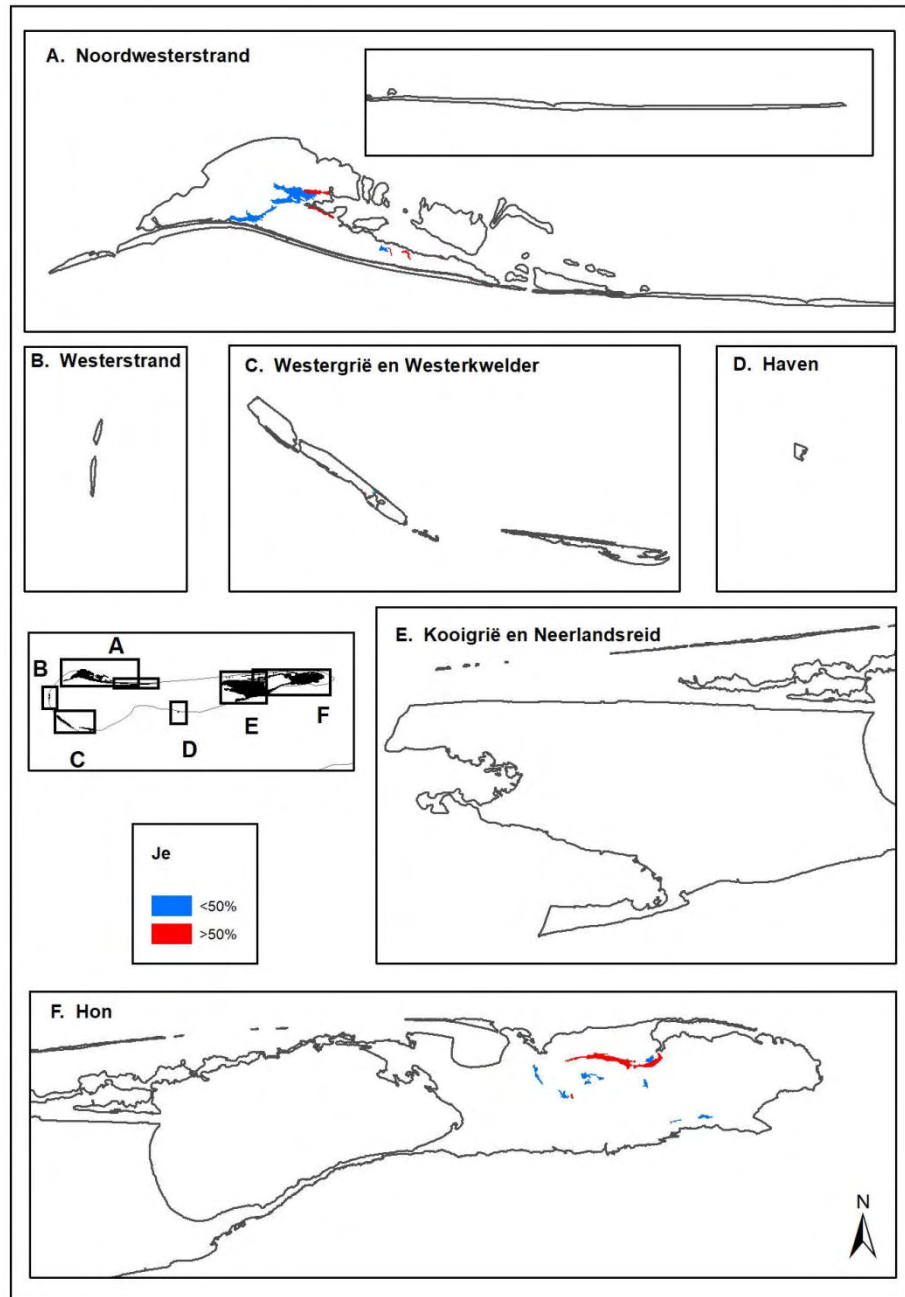 A. Noordwesterstrand
B. Westerstrand
C. Westergrië en Westerkwelder
D. Haven
A
B
C
D
E
F
E. Kooigrië en Neerlandsreid
Je
<50%
>50%
F. Hon
N